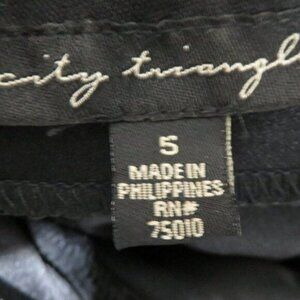 city triangl
5
MADE IN
PHILIPPINES
RN#
75010